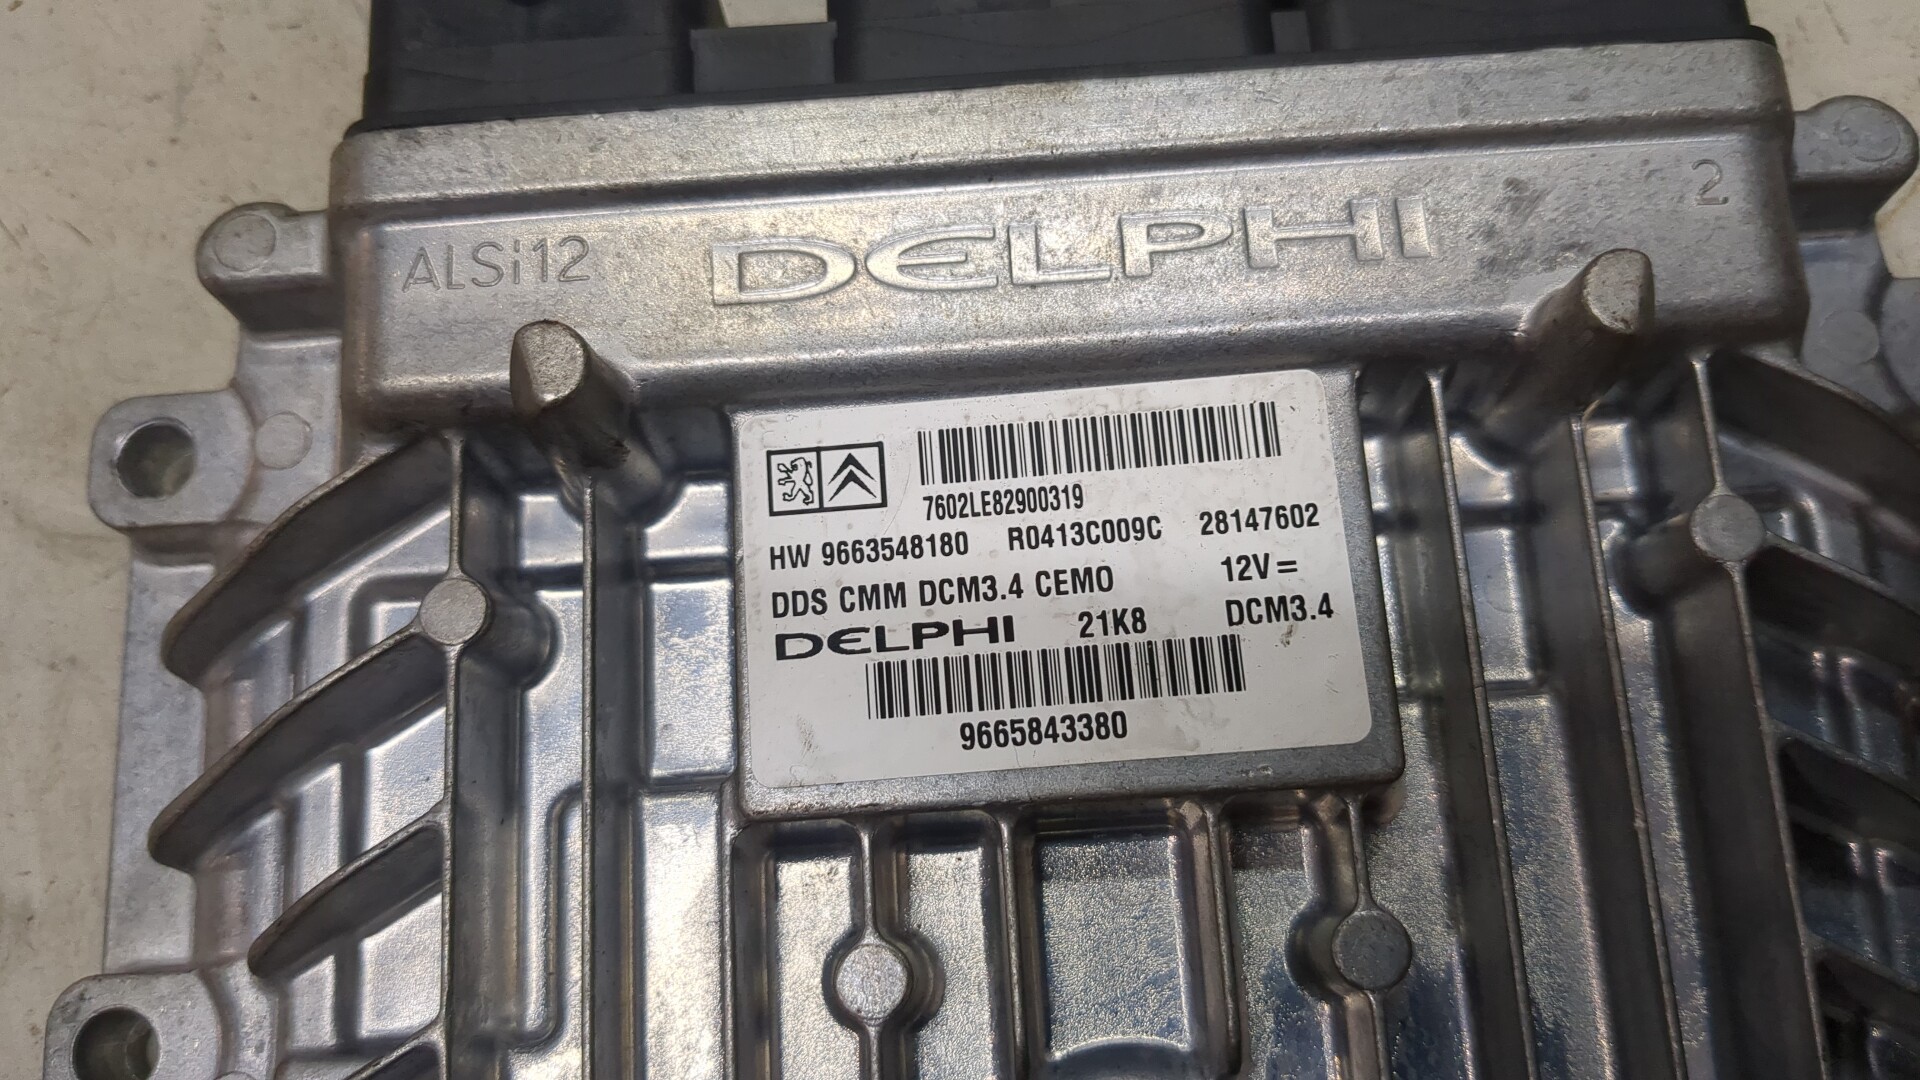 2
ALSi12 DELPHI
7602LE82900319
HW 9663548180 R0413C009C 28147602
DDS CMM DCM3.4 CEMO 12V=
DELPHI 21K8 DCM3.4
9665843380